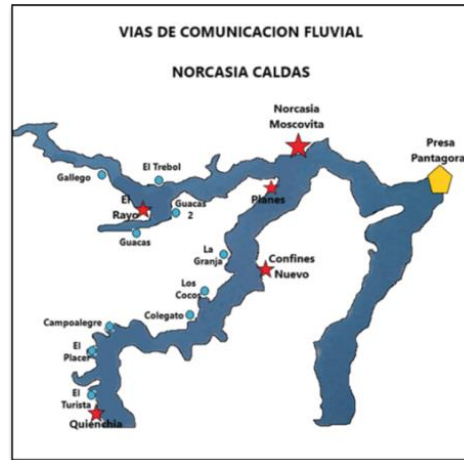 VIAS DE COMUNICACION FLUVIAL
NORCASIA CALDAS
Norcasia
Moscovita
Presa
Pantagora
El Trebol
Gallego
El
Rayo
Guacas
2
Planes
Guacas
La
Granja
Confines
Nuevo
Los
Cocos
Colegato
Campoalegre
El
Placer
El
Turista
Quienchia